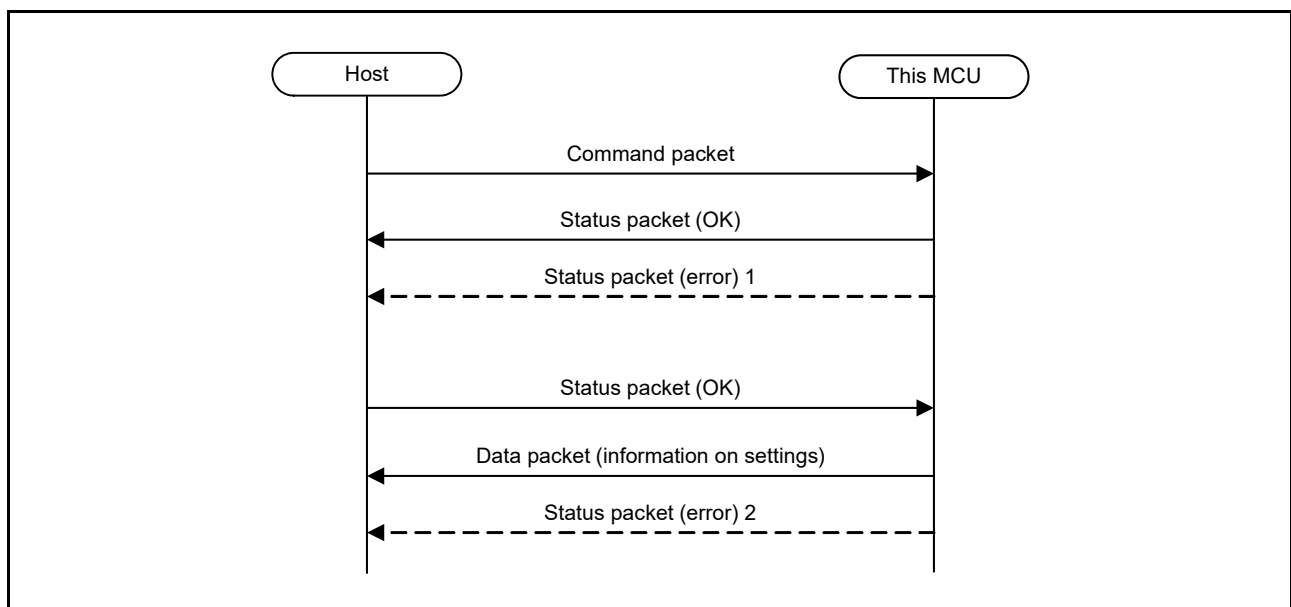 Host
This MCU
Command packet
Status packet (OK)
Status packet (error) 1
Status packet (OK)
Data packet (information on settings)
Status packet (error) 2